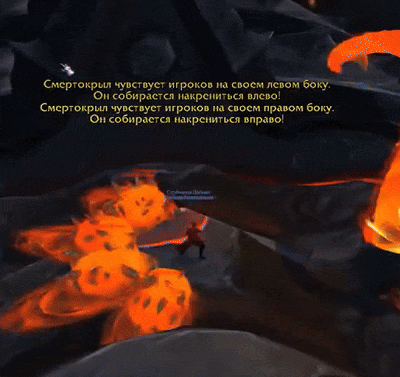 Смертокрыл чувствует игроков на своем левом боку.
Он собирается накрениться влево!
Смертокрыл чувствует игроков на своем правом боку.
Он собирается накрениться вправо!